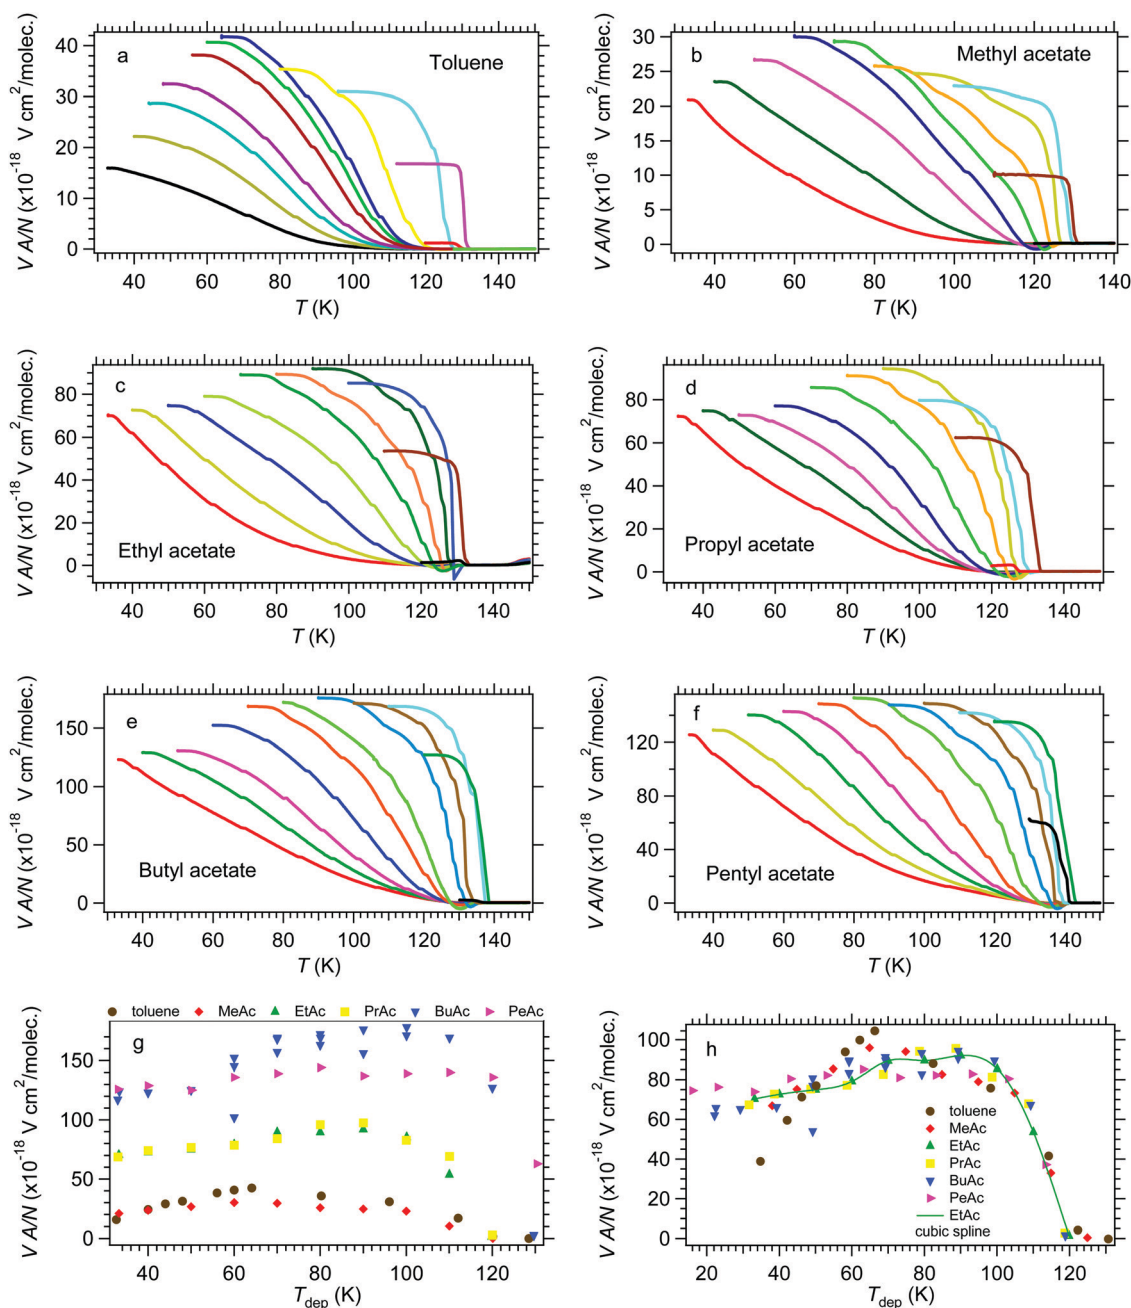 a
Toluene
V A/N (x10⁻¹⁸ V cm²/molec.)
40
30
20
10
0
40 60 80 100 120 140
T (K)
b
Methyl acetate
V A/N (x10⁻¹⁸ V cm²/molec.)
30
25
20
15
10
5
0
40 60 80 100 120 140
T (K)
c
Ethyl acetate
V A/N (x10⁻¹⁸ V cm²/molec.)
80
60
40
20
0
40 60 80 100 120 140
T (K)
d
Propyl acetate
V A/N (x10⁻¹⁸ V cm²/molec.)
80
60
40
20
0
40 60 80 100 120 140
T (K)
e
Butyl acetate
V A/N (x10⁻¹⁸ V cm²/molec.)
150
100
50
0
40 60 80 100 120 140
T (K)
f
Pentyl acetate
V A/N (x10⁻¹⁸ V cm²/molec.)
120
80
40
0
40 60 80 100 120 140
T (K)
toluene MeAc EtAc PrAc BuAc PeAc
g
V A/N (x10⁻¹⁸ V cm²/molec.)
150
100
50
0
40 60 80 100 120
T dep (K)
h
V A/N (x10⁻¹⁸ V cm²/molec.)
100
80
60
40
20
0
toluene
MeAc
EtAc
PrAc
BuAc
PeAc
EtAc
cubic spline
20 40 60 80 100 120
T dep (K)